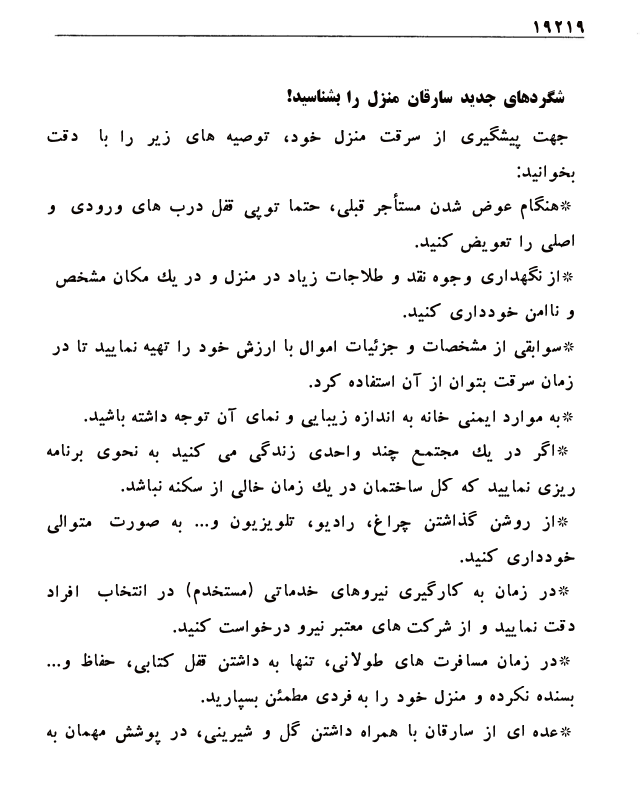 ۱۹۲۱۹
شگردهای جدید سارقان منزل را بشناسید!
جهت پیشگیری از سرقت منزل خود، توصیه های زیر را با دقت
بخوانید:
*هنگام عوض شدن مستأجر قبلی، حتما توپی قفل درب های ورودی و
اصلی را تعویض کنید.
*از نگهداری وجوه نقد و طلاجات زیاد در منزل و در یك مکان مشخص
و ناامن خودداری کنید.
*سوابقی از مشخصات و جزئیات اموال با ارزش خود را تهیه نمایید تا در
زمان سرقت بتوان از آن استفاده کرد.
*به موارد ایمنی خانه به اندازه زیبایی و نمای آن توجه داشته باشید.
*اگر در یك مجتمع چند واحدی زندگی می کنید به نحوی برنامه
ریزی نمایید که کل ساختمان در یك زمان خالی از سکنه نباشد.
*از روشن گذاشتن چراغ، رادیو، تلویزیون و... به صورت متوالی
خودداری کنید.
*در زمان به کارگیری نیروهای خدماتی (مستخدم) در انتخاب افراد
دقت نمایید و از شرکت های معتبر نیرو درخواست کنید.
*در زمان مسافرت های طولانی، تنها به داشتن قفل کتابی، حفاظ و...
بسنده نکرده و منزل خود را به فردی مطمئن بسپارید.
*عده ای از سارقان با همراه داشتن گل و شیرینی، در پوشش مهمان به